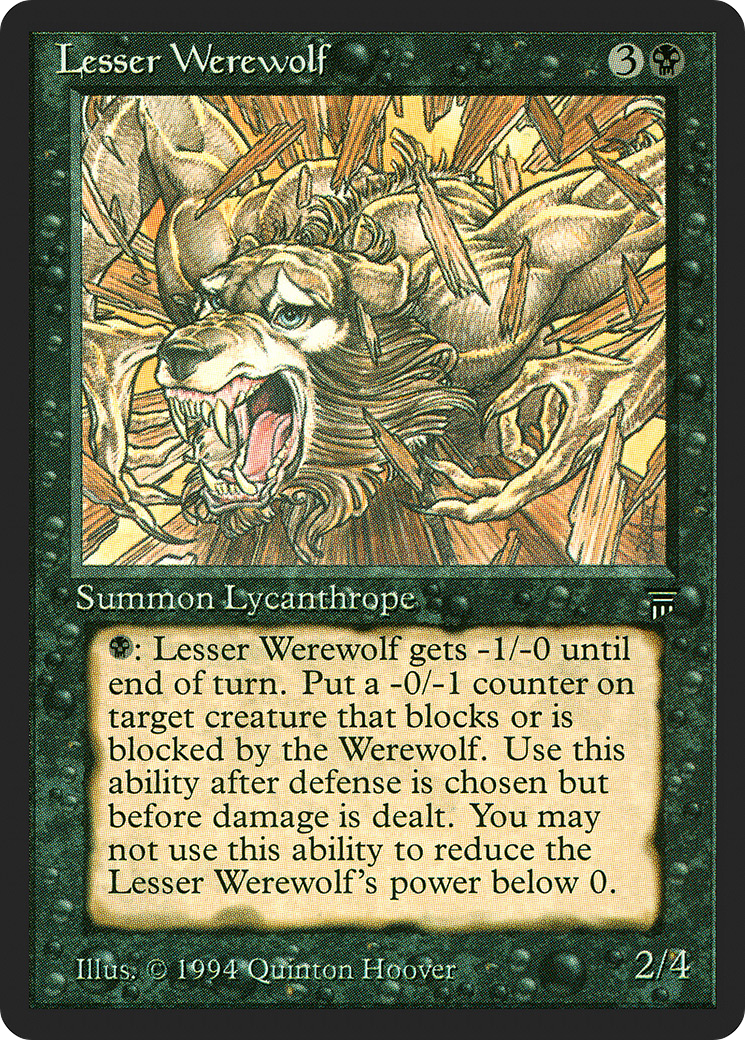 Lesser Werewolf 3
Summon Lycanthrope
: Lesser Werewolf gets -1/-0 until
end of turn. Put a -0/-1 counter on
target creature that blocks or is
blocked by the Werewolf. Use this
ability after defense is chosen but
before damage is dealt. You may
not use this ability to reduce the
Lesser Werewolf's power below 0.
Illus. © 1994 Quinton Hoover 2/4